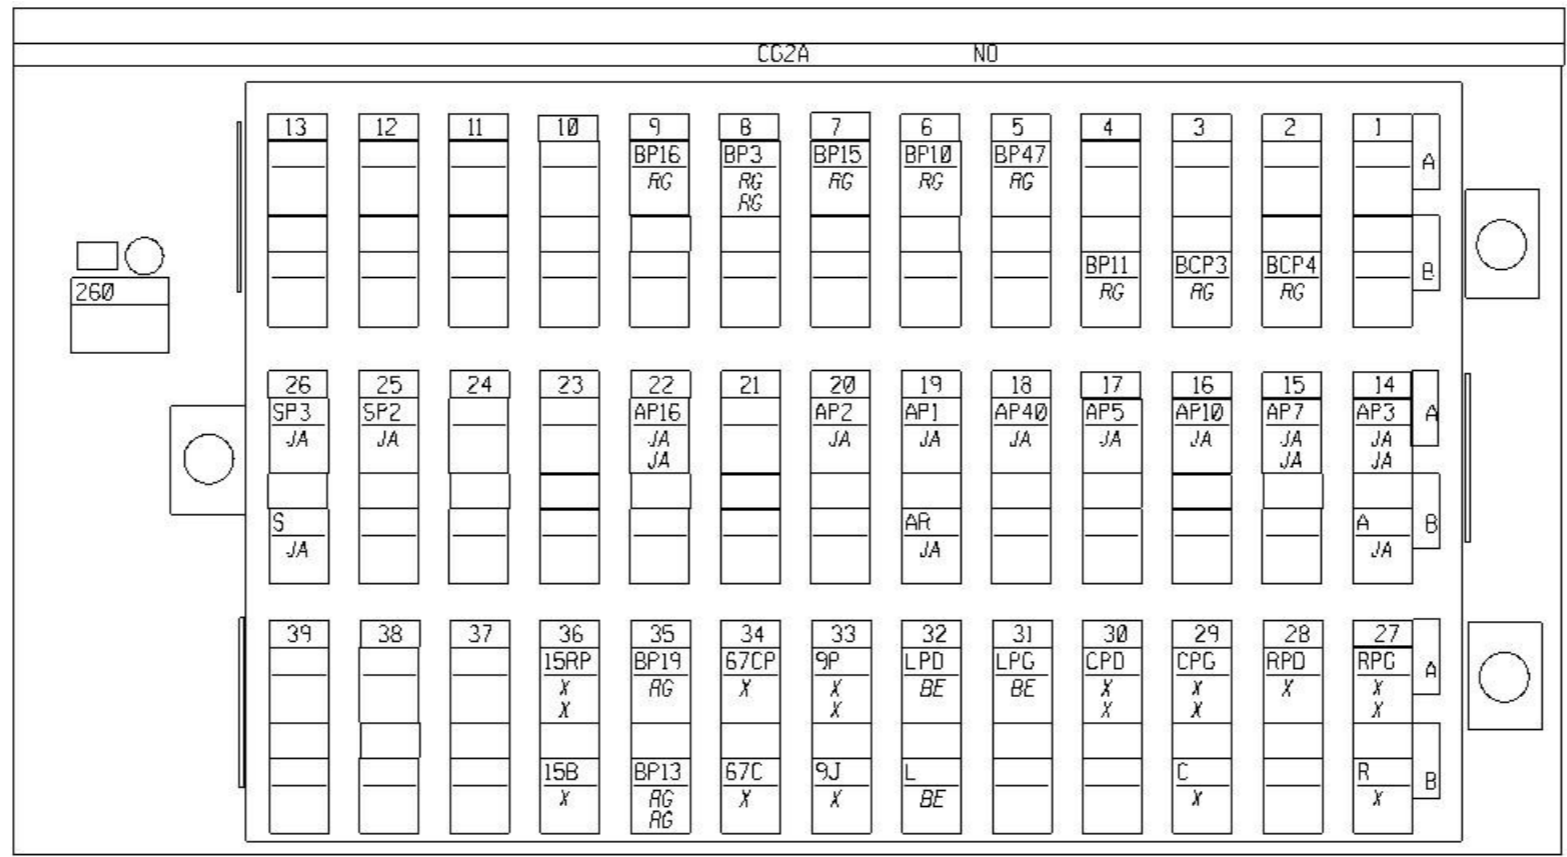 CG2A NO
13 12 11 10 9 8 7 6 5 4 3 2 1
BP16 BP3 BP15 BP10 BP47 A
RG RG RG RG RG
RG
260
BP11 BCP3 BCP4 B
RG RG RG
26 25 24 23 22 21 20 19 18 17 16 15 14
SP3 SP2 AP16 AP2 AP1 AP40 AP5 AP10 AP7 AP3 A
JA JA JA JA JA JA JA JA JA JA
JA JA JA
S AR A B
JA JA JA
39 38 37 36 35 34 33 32 31 30 29 28 27
15RP BP19 67CP 9P LPD LPG CPD CPG RPD RPG A
X RG X X BE BE X X X X
X X X X X
15B BP13 67C 9J L C R B
X RG X X BE X X
RG